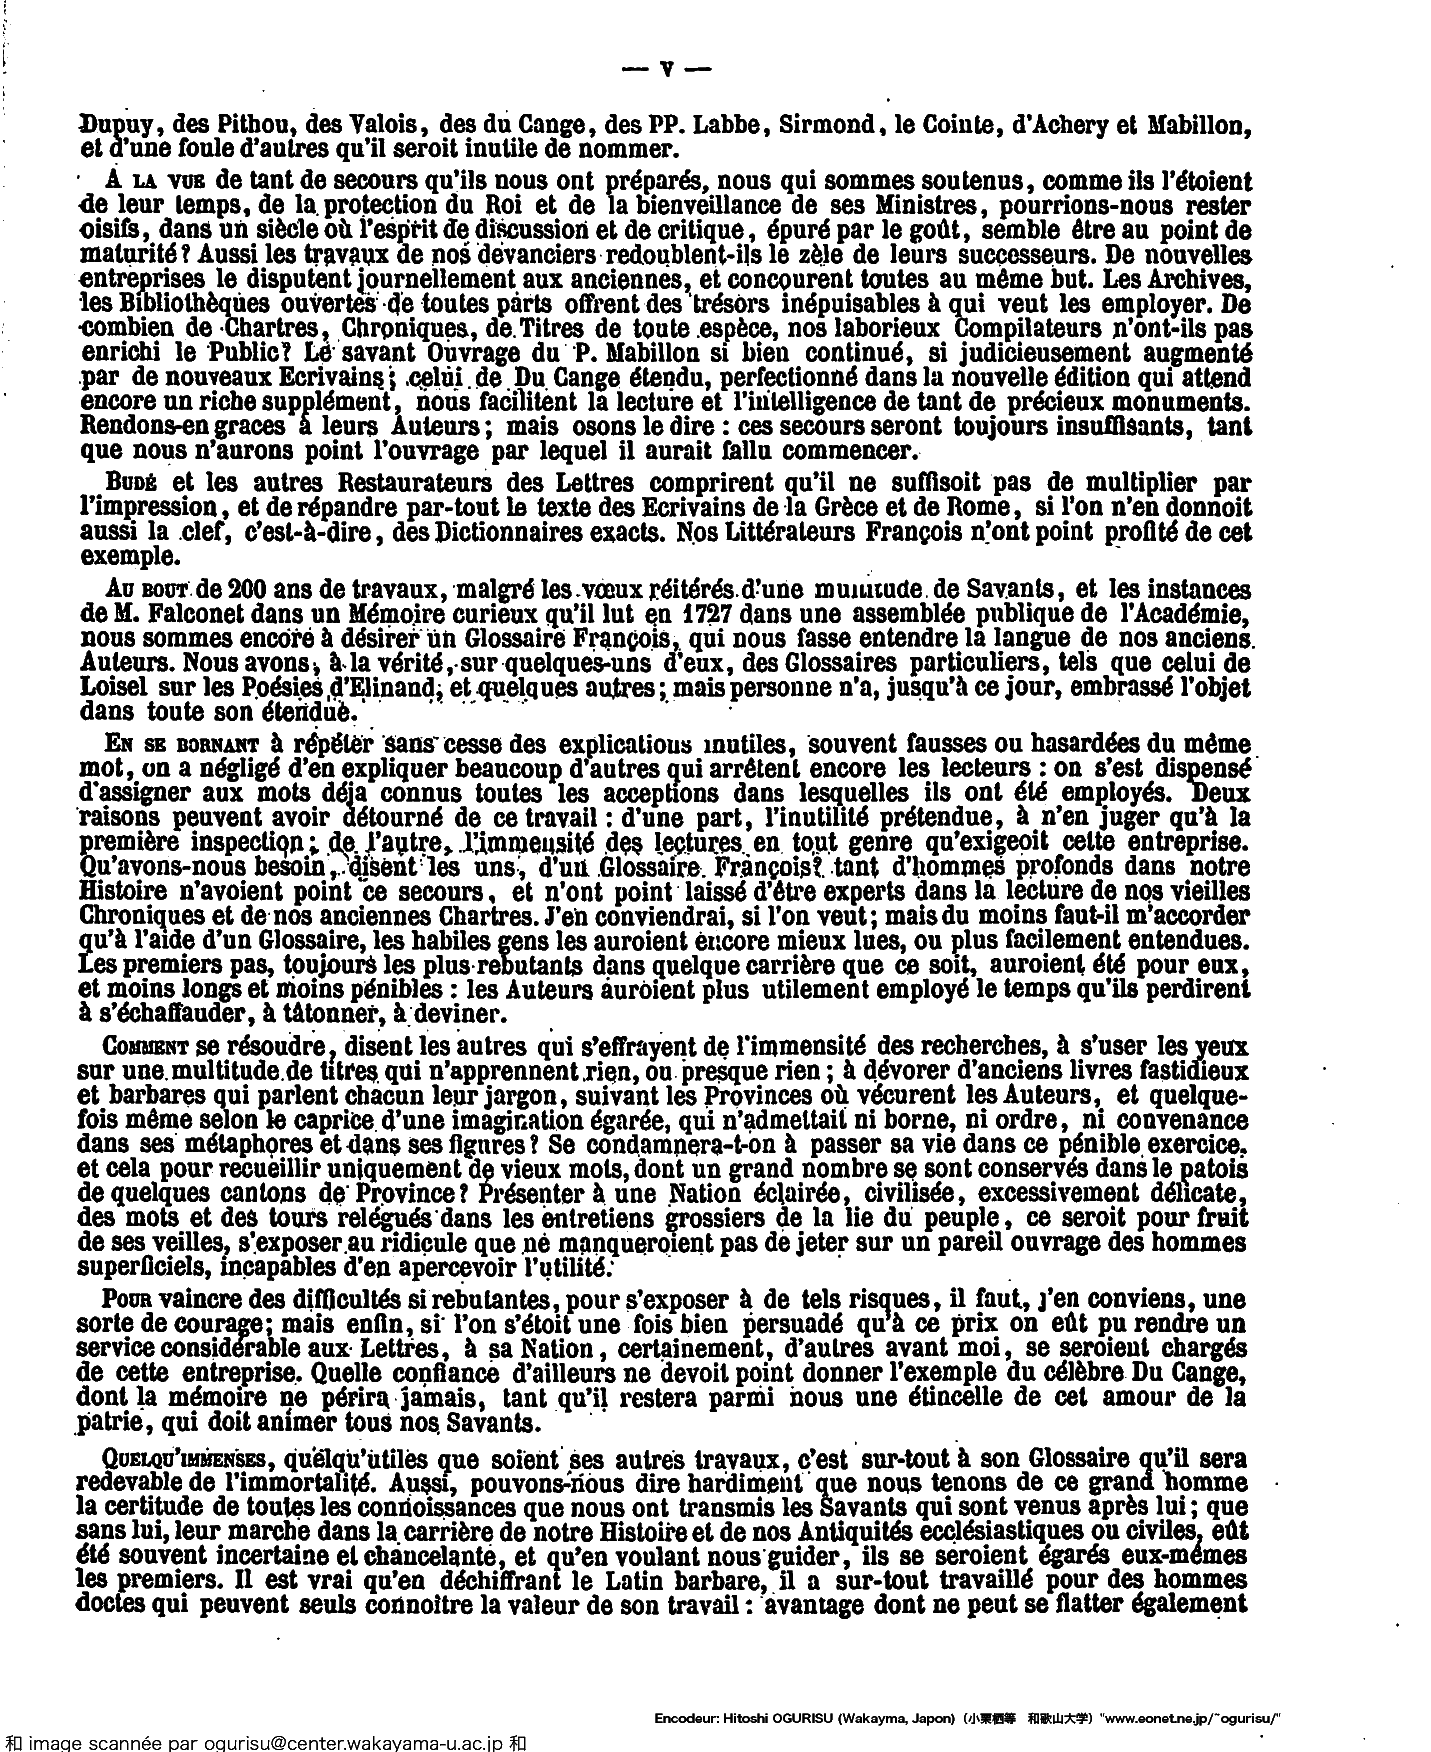 — V —
Dupuy, des Pithou, des Valois, des du Cange, des PP. Labbe, Sirmond, le Cointe, d'Achery et Mabillon,
et d'une foule d'autres qu'il seroit inutile de nommer.
A LA VUE de tant de secours qu'ils nous ont préparés, nous qui sommes soutenus, comme ils l'étoient
de leur temps, de la protection du Roi et de la bienveillance de ses Ministres, pourrions-nous rester
oisifs, dans un siècle où l'esprit de discussion et de critique, épuré par le goût, semble être au point de
maturité? Aussi les travaux de nos devanciers redoublent-ils le zèle de leurs successeurs. De nouvelles
entreprises le disputent journellement aux anciennes, et concourent toutes au même but. Les Archives,
les Bibliothèques ouvertes de toutes parts offrent des trésors inépuisables à qui veut les employer. De
combien de Chartres, Chroniques, de Titres de toute espèce, nos laborieux Compilateurs n'ont-ils pas
enrichi le Public? Le savant Ouvrage du P. Mabillon si bien continué, si judicieusement augmenté
par de nouveaux Ecrivains; celui de Du Cange étendu, perfectionné dans la nouvelle édition qui attend
encore un riche supplément, nous facilitent la lecture et l'intelligence de tant de précieux monuments.
Rendons-en graces à leurs Auteurs; mais osons le dire : ces secours seront toujours insuffisants, tant
que nous n'aurons point l'ouvrage par lequel il aurait fallu commencer.
BUDÉ et les autres Restaurateurs des Lettres comprirent qu'il ne suffisoit pas de multiplier par
l'impression, et de répandre par-tout le texte des Ecrivains de la Grèce et de Rome, si l'on n'en donnoit
aussi la clef, c'est-à-dire, des Dictionnaires exacts. Nos Littérateurs François n'ont point profité de cet
exemple.
AU BOUT de 200 ans de travaux, malgré les vœux réitérés d'une multitude de Savants, et les instances
de M. Falconet dans un Mémoire curieux qu'il lut en 1727 dans une assemblée publique de l'Académie,
nous sommes encore à désirer un Glossaire François, qui nous fasse entendre la langue de nos anciens
Auteurs. Nous avons, à la vérité, sur quelques-uns d'eux, des Glossaires particuliers, tels que celui de
Loisel sur les Poésies d'Elinand; et quelques autres; mais personne n'a, jusqu'à ce jour, embrassé l'objet
dans toute son étendue.
EN SE BORNANT à répéter sans cesse des explications inutiles, souvent fausses ou hasardées du même
mot, on a négligé d'en expliquer beaucoup d'autres qui arrêtent encore les lecteurs : on s'est dispensé
d'assigner aux mots déja connus toutes les acceptions dans lesquelles ils ont été employés. Deux
raisons peuvent avoir détourné de ce travail : d'une part, l'inutilité prétendue, à n'en juger qu'à la
première inspection; de l'autre, l'immensité des lectures en tout genre qu'exigeoit cette entreprise.
Qu'avons-nous besoin, disent les uns, d'un Glossaire François? tant d'hommes profonds dans notre
Histoire n'avoient point ce secours, et n'ont point laissé d'être experts dans la lecture de nos vieilles
Chroniques et de nos anciennes Chartres. J'en conviendrai, si l'on veut; mais du moins faut-il m'accorder
qu'à l'aide d'un Glossaire, les habiles gens les auroient encore mieux lues, ou plus facilement entendues.
Les premiers pas, toujours les plus rebutants dans quelque carrière que ce soit, auroient été pour eux,
et moins longs et moins pénibles : les Auteurs auroient plus utilement employé le temps qu'ils perdirent
à s'échaffauder, à tâtonner, à deviner.
COMMENT se résoudre, disent les autres qui s'effrayent de l'immensité des recherches, à s'user les yeux
sur une multitude de titres qui n'apprennent rien, ou presque rien; à dévorer d'anciens livres fastidieux
et barbares qui parlent chacun leur jargon, suivant les Provinces où vécurent les Auteurs, et quelque-
fois même selon le caprice d'une imagination égarée, qui n'admettait ni borne, ni ordre, ni convenance
dans ses métaphores et dans ses figures? Se condamnera-t-on à passer sa vie dans ce pénible exercice,
et cela pour recueillir uniquement de vieux mots, dont un grand nombre se sont conservés dans le patois
de quelques cantons de Province? Présenter à une Nation éclairée, civilisée, excessivement délicate,
des mots et des tours relégués dans les entretiens grossiers de la lie du peuple, ce seroit pour fruit
de ses veilles, s'exposer au ridicule que ne manqueroient pas de jeter sur un pareil ouvrage des hommes
superficiels, incapables d'en apercevoir l'utilité.
POUR vaincre des difficultés si rebutantes, pour s'exposer à de tels risques, il faut, j'en conviens, une
sorte de courage; mais enfin, si l'on s'étoit une fois bien persuadé qu'à ce prix on eût pu rendre un
service considérable aux Lettres, à sa Nation, certainement, d'autres avant moi, se seroient chargés
de cette entreprise. Quelle confiance d'ailleurs ne devoit point donner l'exemple du célèbre Du Cange,
dont la mémoire ne périra jamais, tant qu'il restera parmi nous une étincelle de cet amour de la
patrie, qui doit animer tous nos Savants.
QUELQU'IMMENSES, quelqu'utiles que soient ses autres travaux, c'est sur-tout à son Glossaire qu'il sera
redevable de l'immortalité. Aussi, pouvons-nous dire hardiment que nous tenons de ce grand homme
la certitude de toutes les connoissances que nous ont transmis les Savants qui sont venus après lui; que
sans lui, leur marche dans la carrière de notre Histoire et de nos Antiquités ecclésiastiques ou civiles, eût
été souvent incertaine et chancelante, et qu'en voulant nous guider, ils se seroient égarés eux-mêmes
les premiers. Il est vrai qu'en déchiffrant le Latin barbare, il a sur-tout travaillé pour des hommes
doctes qui peuvent seuls connoitre la valeur de son travail : avantage dont ne peut se flatter également
Encodeur: Hitoshi OGURISU (Wakayma, Japon) (小栗栖等 和歌山大学) "www.eonet.ne.jp/~ogurisu/"
和 image scannée par ogurisu@center.wakayama-u.ac.jp 和